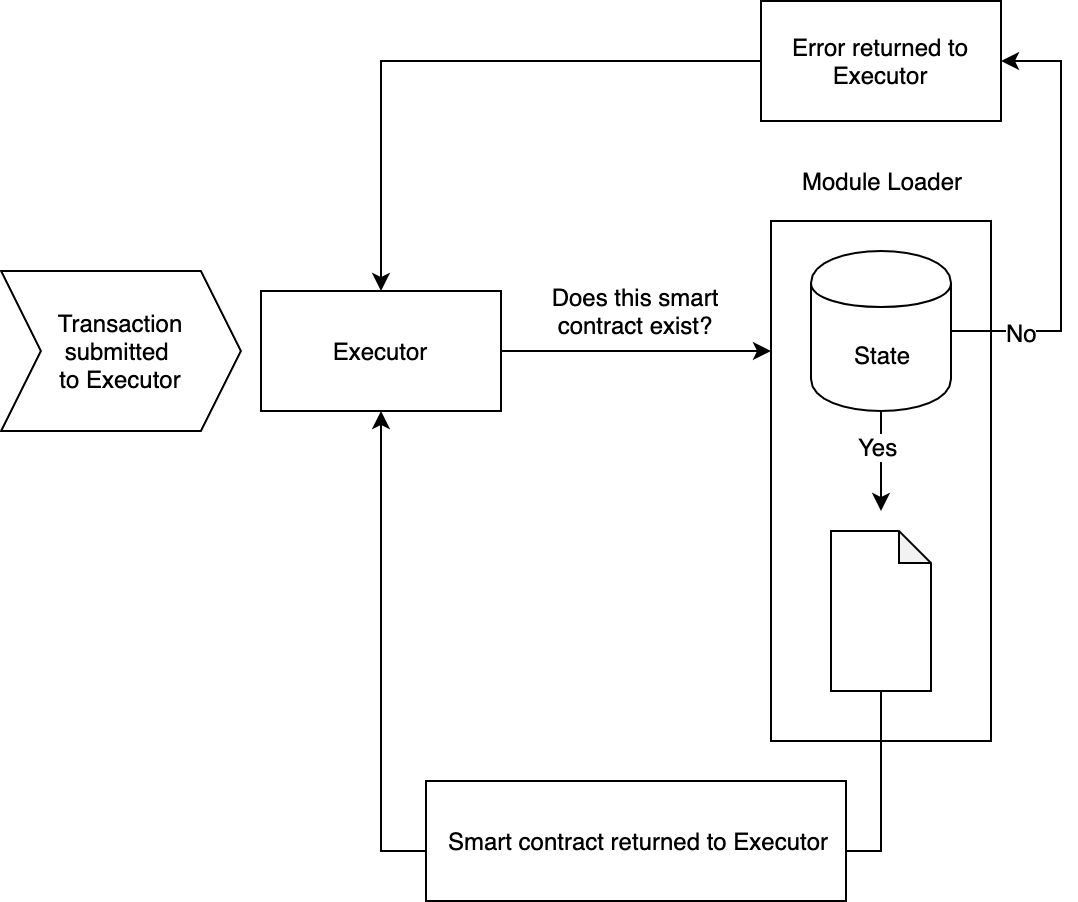 Error returned to
Executor
Module Loader
Transaction
submitted
to Executor
Executor
Does this smart
contract exist?
State
No
Yes
Smart contract returned to Executor